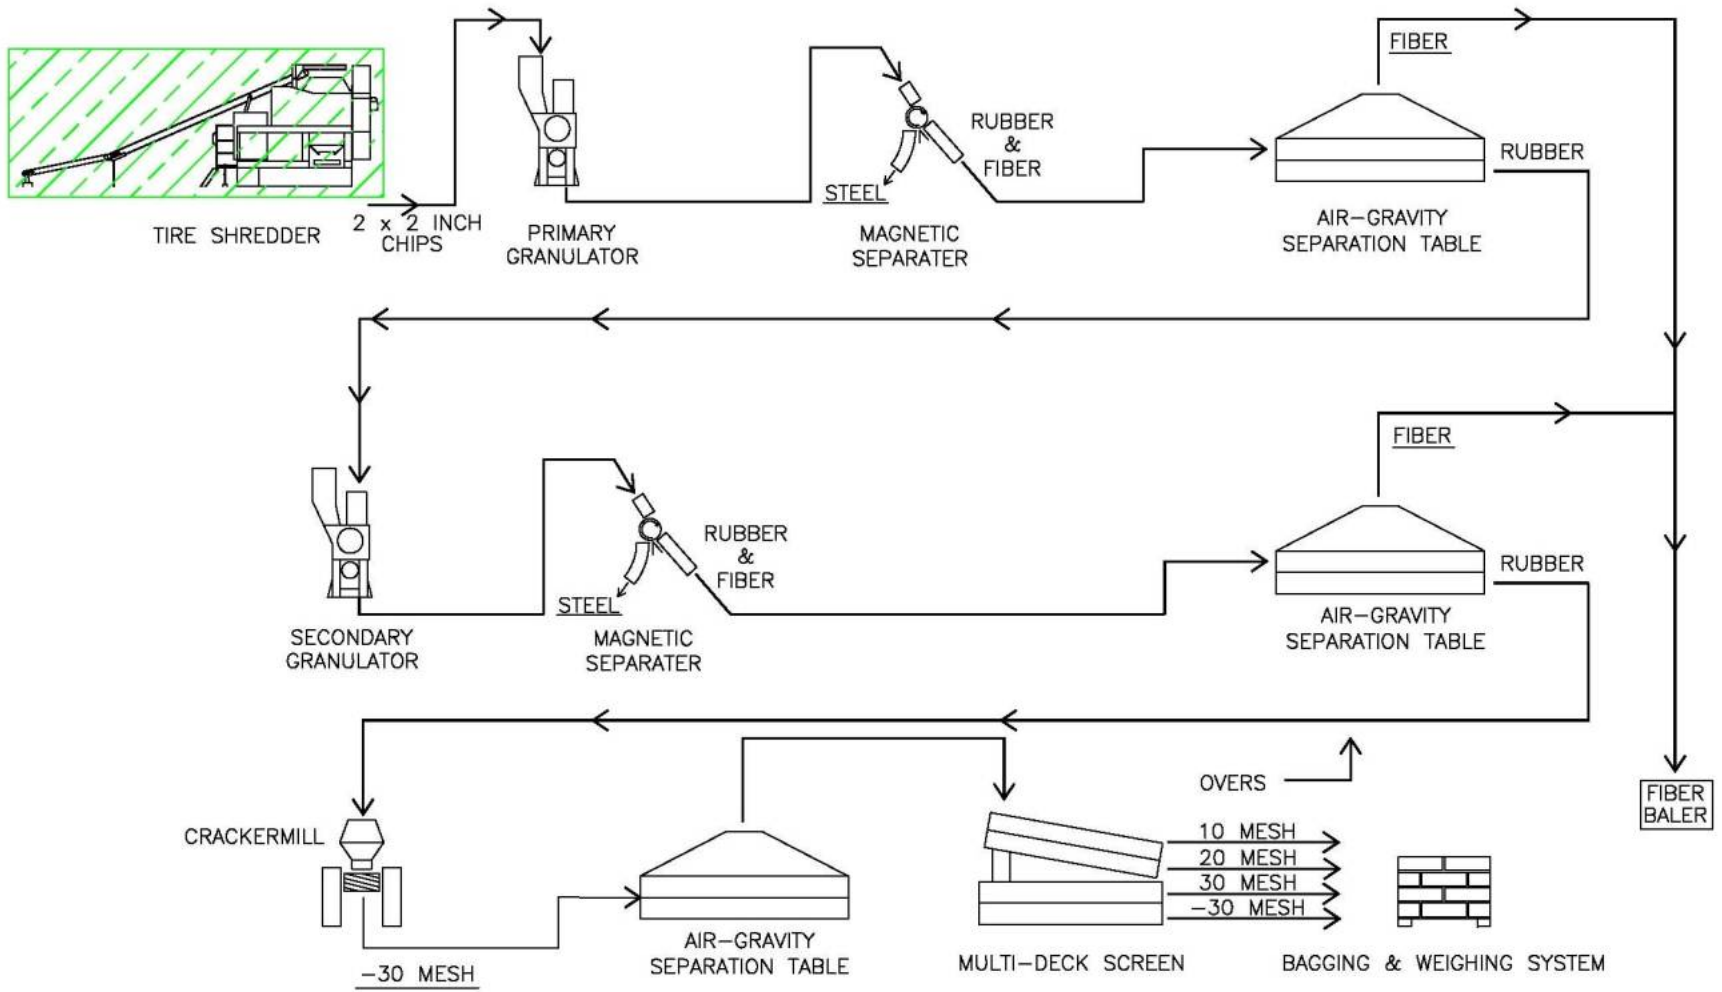 FIBER
RUBBER
&
FIBER
RUBBER
STEEL
TIRE SHREDDER
2 x 2 INCH
CHIPS
PRIMARY
GRANULATOR
MAGNETIC
SEPARATER
AIR-GRAVITY
SEPARATION TABLE
FIBER
RUBBER
&
FIBER
RUBBER
STEEL
SECONDARY
GRANULATOR
MAGNETIC
SEPARATER
AIR-GRAVITY
SEPARATION TABLE
OVERS
FIBER
BALER
CRACKERMILL
10 MESH
20 MESH
30 MESH
-30 MESH
-30 MESH
AIR-GRAVITY
SEPARATION TABLE
MULTI-DECK SCREEN
BAGGING & WEIGHING SYSTEM